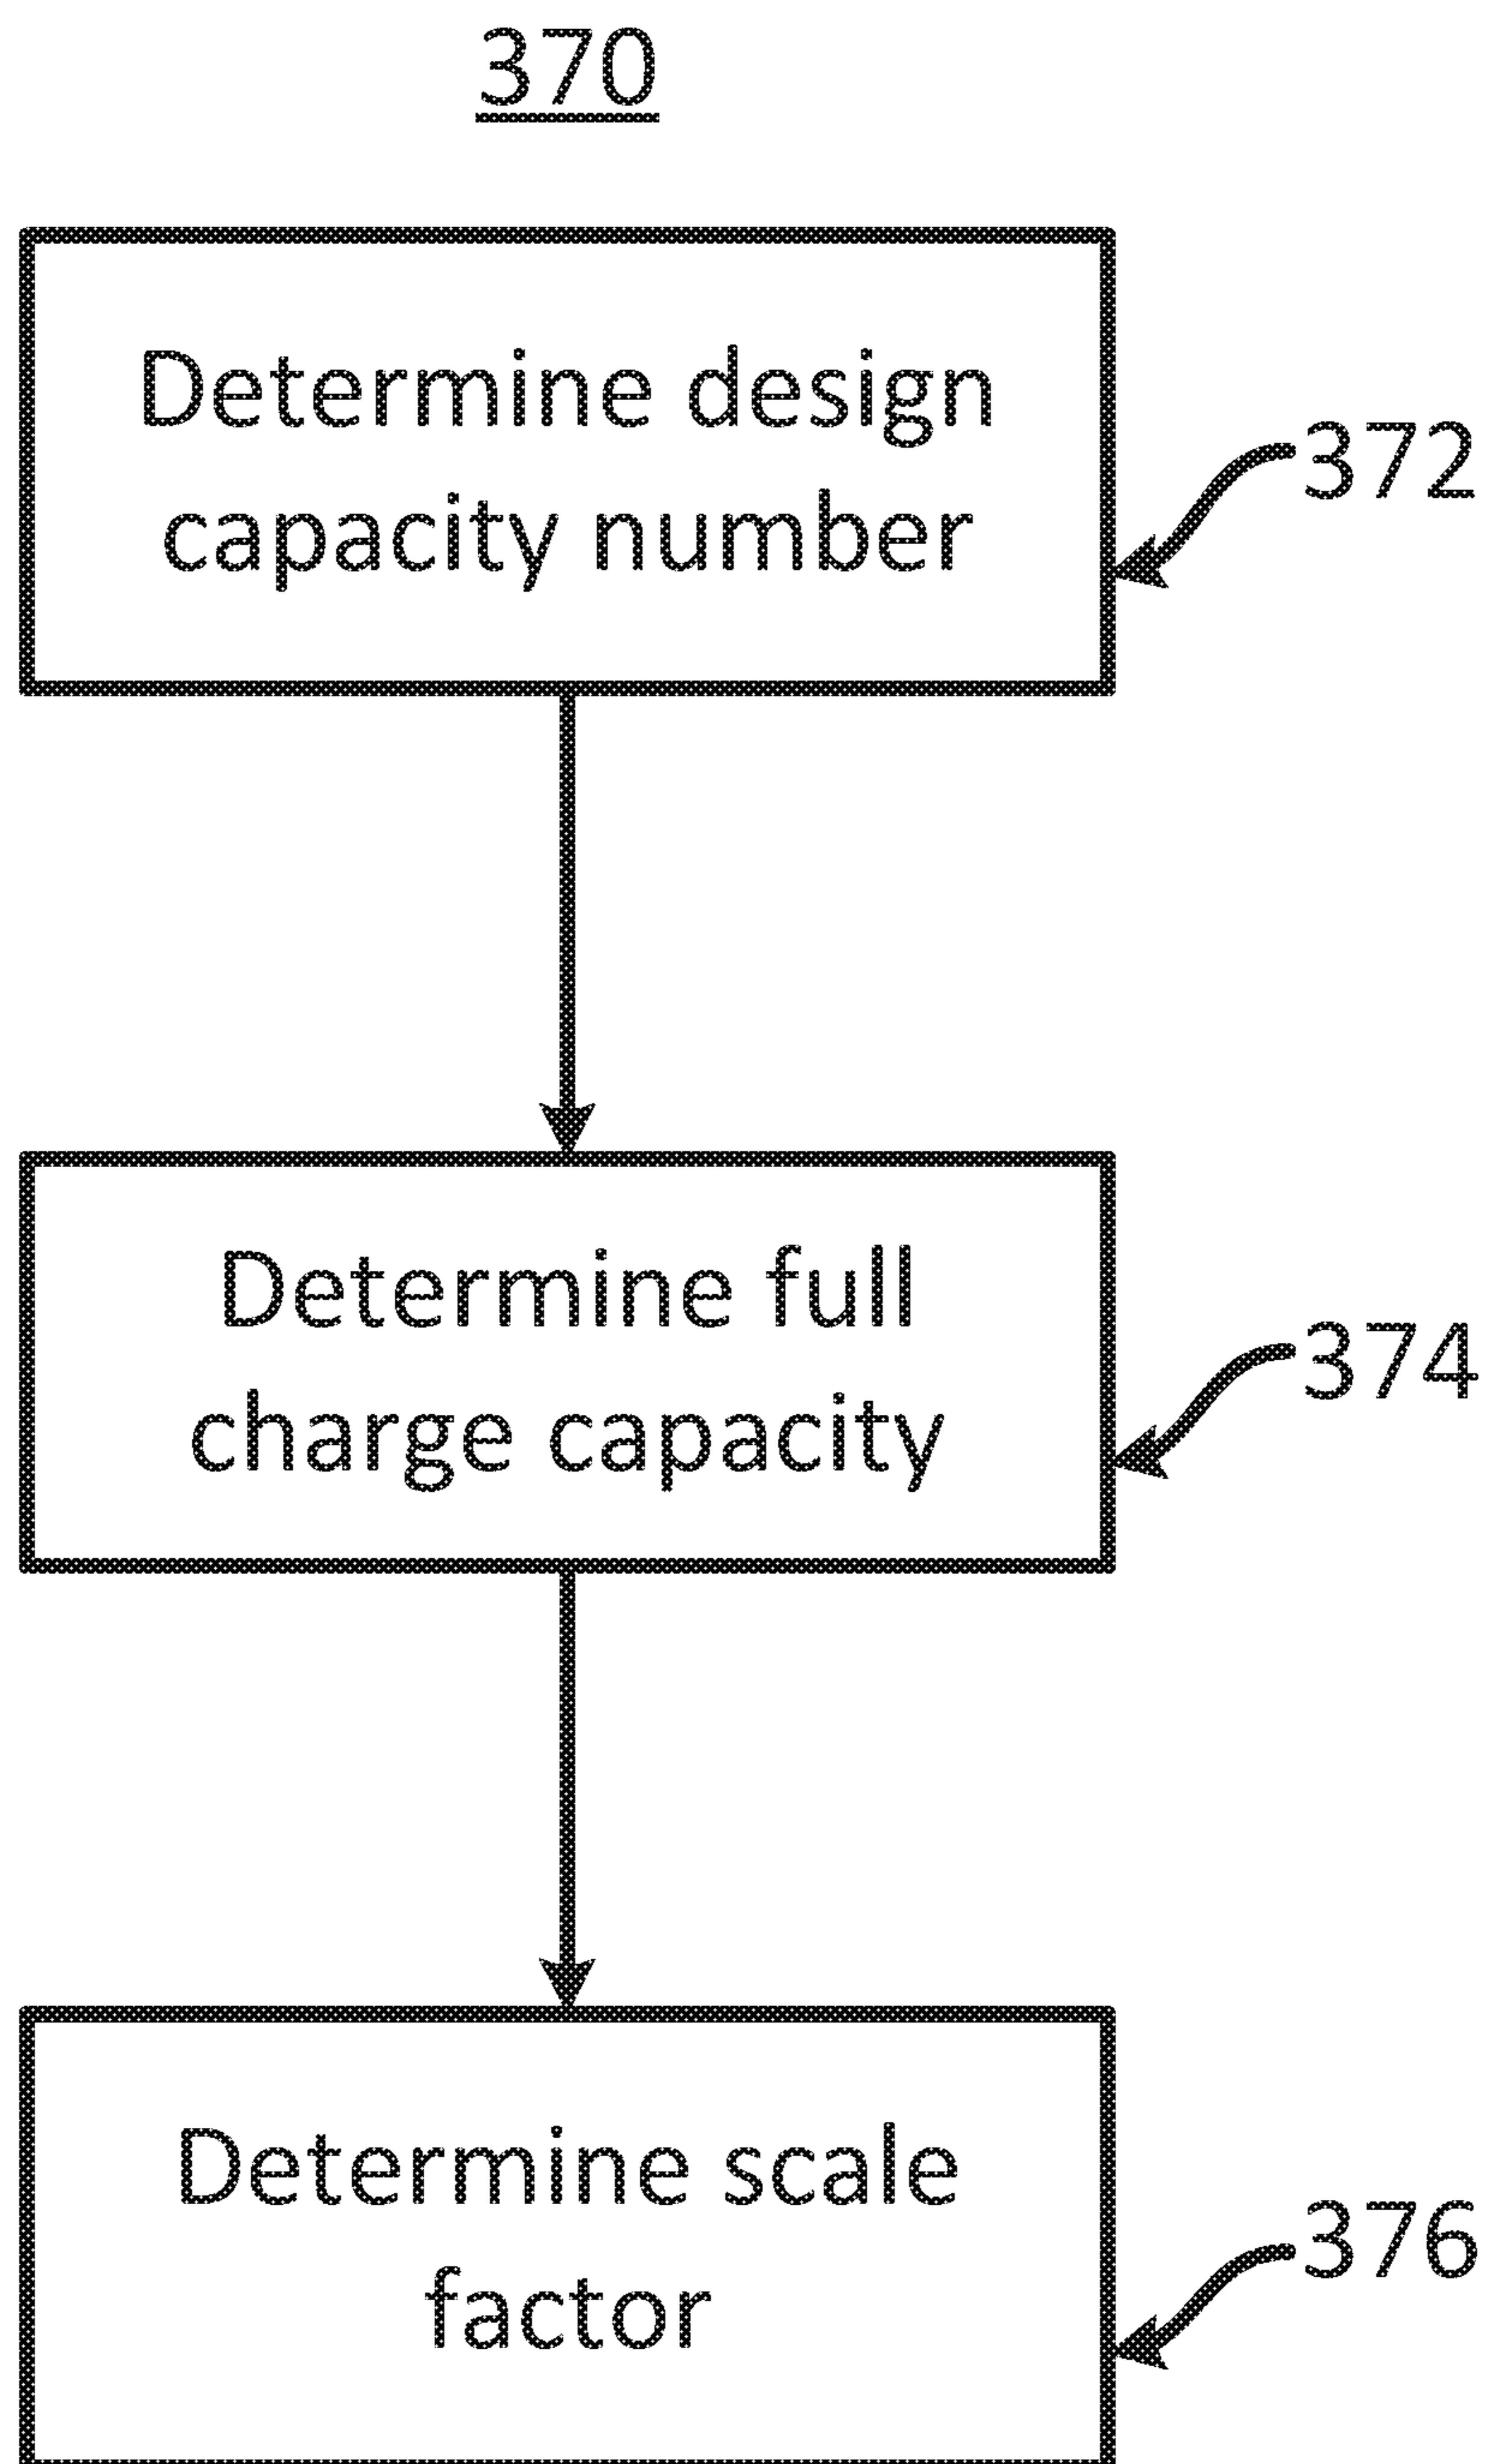 370
Determine design
capacity number
372
Determine full
charge capacity
374
Determine scale
factor
376